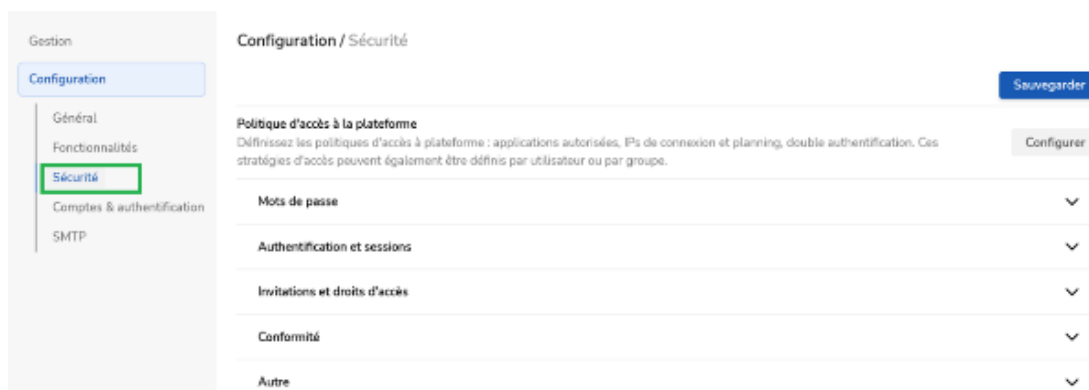 Gestion
Configuration
Général
Fonctionnalités
Sécurité
Comptes & authentification
SMTP
Configuration / Sécurité
Sauvegarder
Politique d'accès à la plateforme
Définissez les politiques d'accès à plateforme : applications autorisées, IPs de connexion et planning, double authentification. Ces
stratégies d'accès peuvent également être définis par utilisateur ou par groupe.
Configurer
Mots de passe
Authentification et sessions
Invitations et droits d'accès
Conformité
Autre